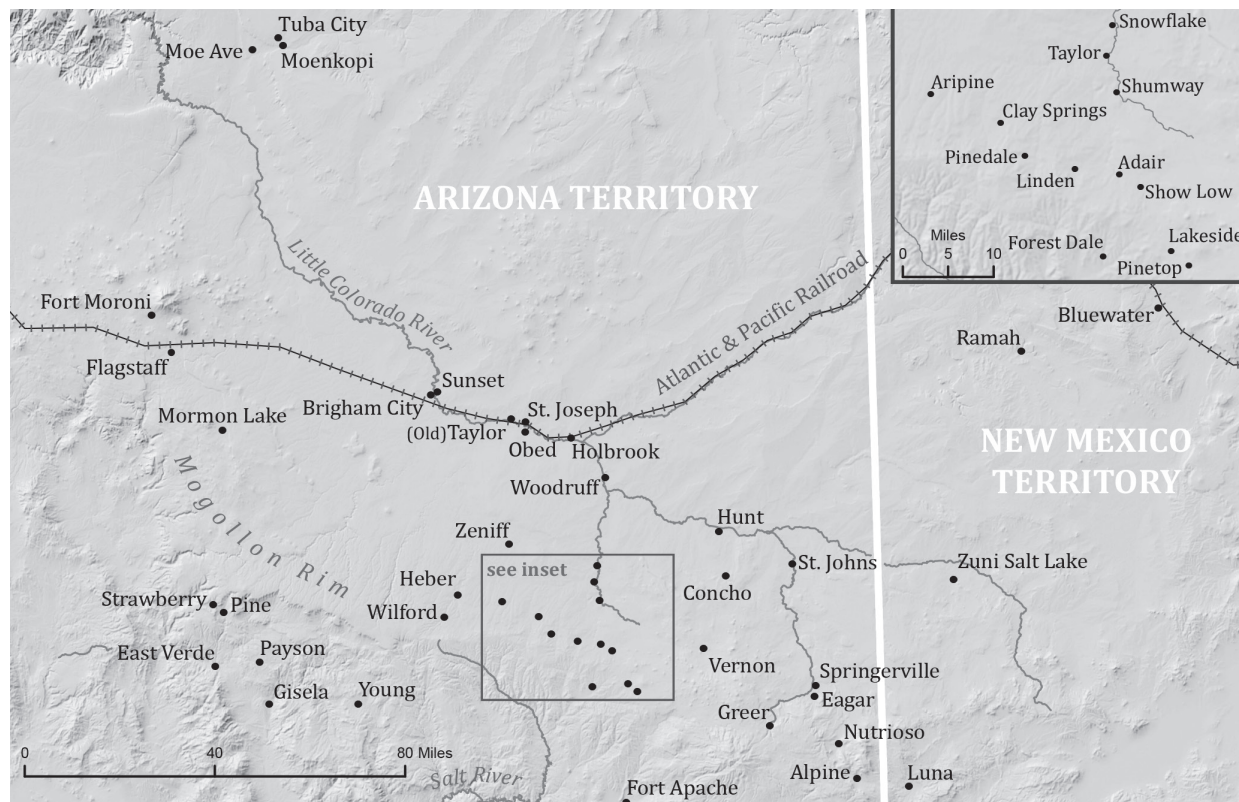 Tuba City
Moe Ave
Moenkopi
Snowflake
Taylor
Aripine
Shumway
Clay Springs
Pinedale
Adair
Linden
Show Low
Miles
0 5 10
Forest Dale
Lakeside
Pinetop
ARIZONA TERRITORY
Little Colorado River
Atlantic & Pacific Railroad
Fort Moroni
Flagstaff
Bluewater
Ramah
Sunset
Brigham City
St. Joseph
Mormon Lake
(Old)Taylor
Obed
Holbrook
NEW MEXICO
TERRITORY
Mogollon Rim
Woodruff
Hunt
Zeniff
see inset
St. Johns
Zuni Salt Lake
Heber
Concho
Strawberry
Pine
Wilford
East Verde
Payson
Vernon
Springerville
Gisela
Young
Eagar
Greer
Nutrioso
0 40 80 Miles
Salt River
Alpine
Luna
Fort Apache